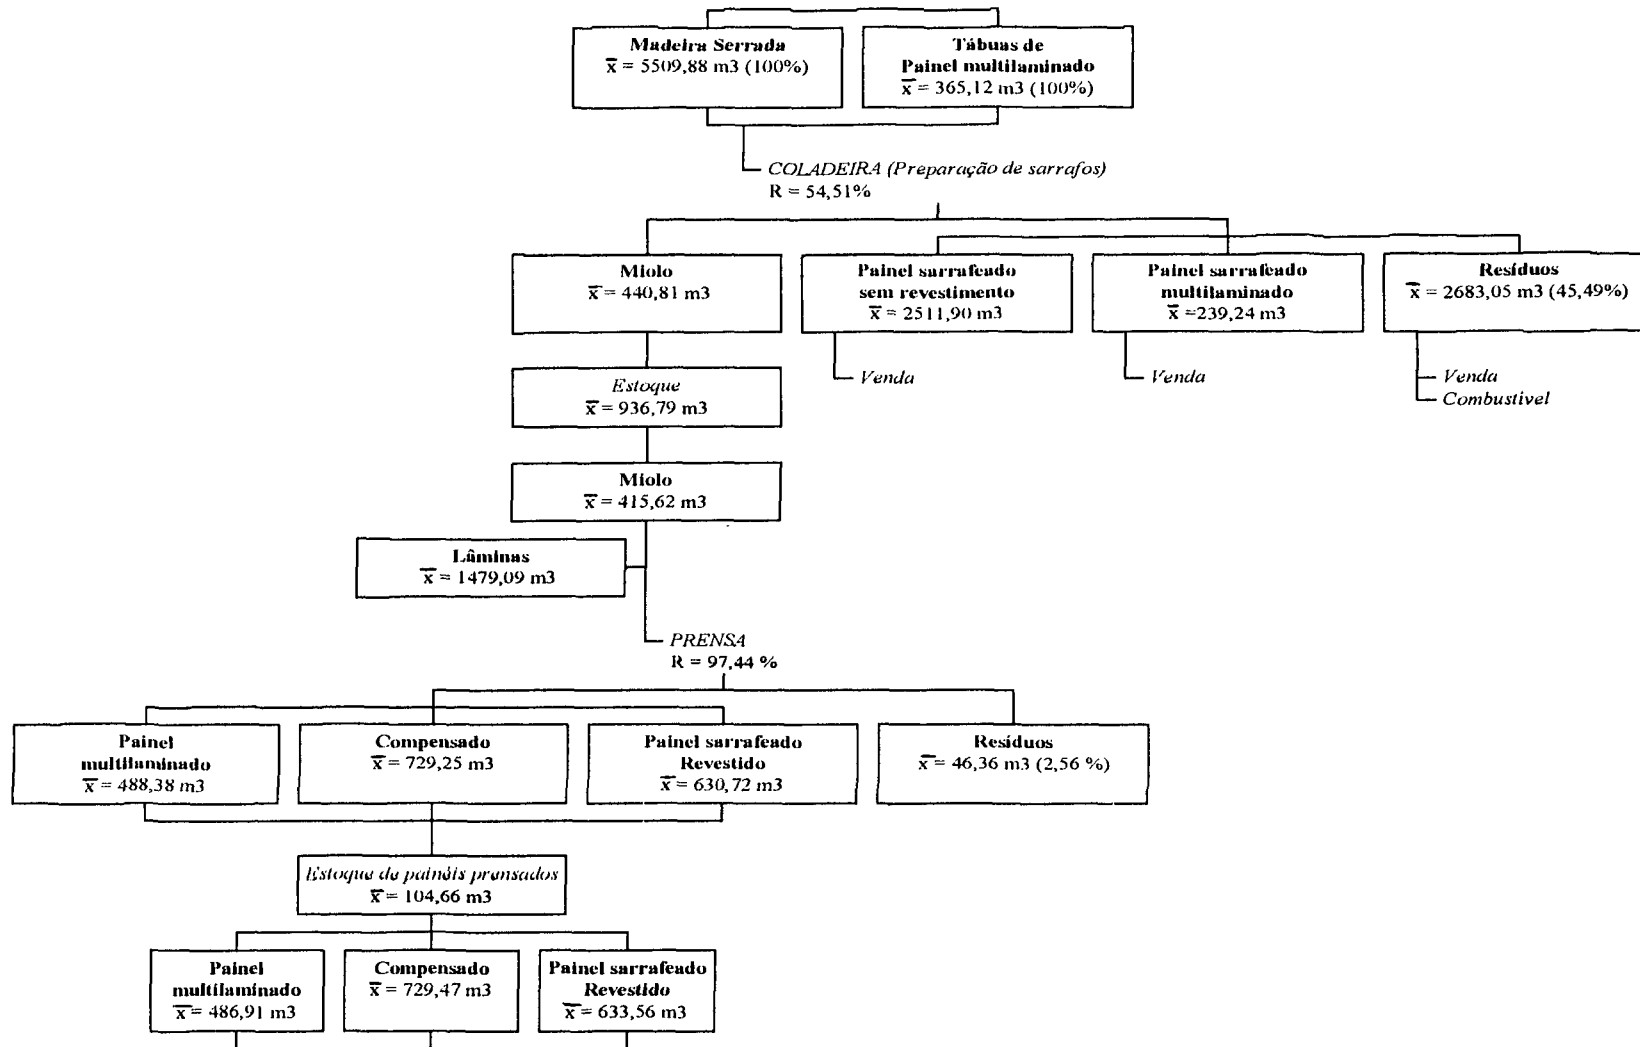 Madeira Serrada
x̄ = 5509,88 m3 (100%)
Tábuas de
Painel multilaminado
x̄ = 365,12 m3 (100%)
COLADEIRA (Preparação de sarrafos)
R = 54,51%
Miolo
x̄ = 440,81 m3
Painel sarrafeado
sem revestimento
x̄ = 2511,90 m3
Painel sarrafeado
multilaminado
x̄ =239,24 m3
Resíduos
x̄ = 2683,05 m3 (45,49%)
Estoque
x̄ = 936,79 m3
Venda
Venda
Venda
Combustível
Miolo
x̄ = 415,62 m3
Lâminas
x̄ = 1479,09 m3
PRENSA
R = 97,44 %
Painel
multilaminado
x̄ = 488,38 m3
Compensado
x̄ = 729,25 m3
Painel sarrafeado
Revestido
x̄ = 630,72 m3
Resíduos
x̄ = 46,36 m3 (2,56 %)
Estoque de painéis prensados
x̄ = 104,66 m3
Painel
multilaminado
x̄ = 486,91 m3
Compensado
x̄ = 729,47 m3
Painel sarrafeado
Revestido
x̄ = 633,56 m3